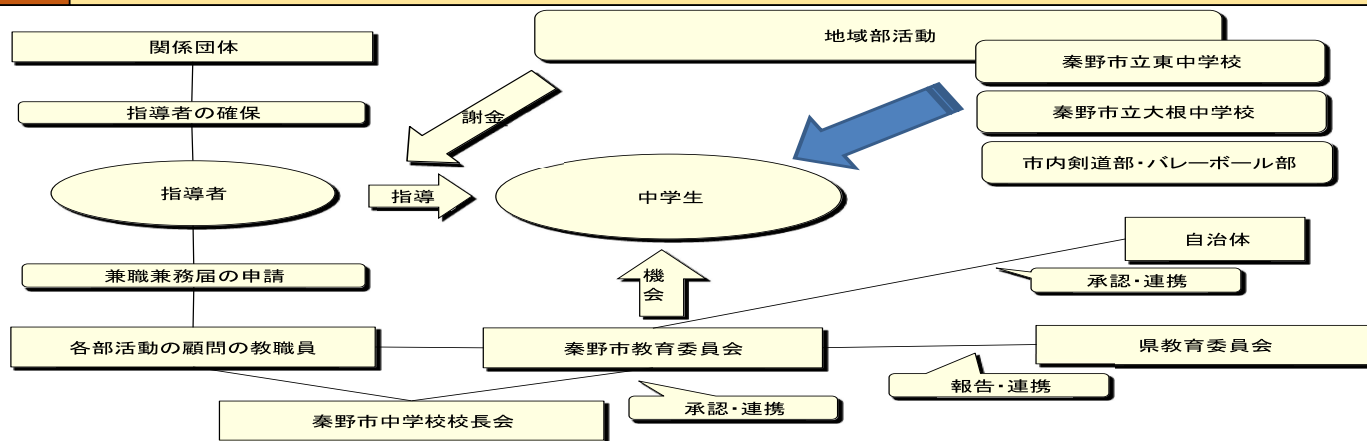 関係団体
地域部活動
秦野市立東中学校
指導者の確保
謝金
秦野市立大根中学校
市内剣道部・バレーボール部
指導者
指導
中学生
自治体
兼職兼務届の申請
機
会
承認・連携
各部活動の顧問の教職員
秦野市教育委員会
県教育委員会
報告・連携
承認・連携
秦野市中学校校長会